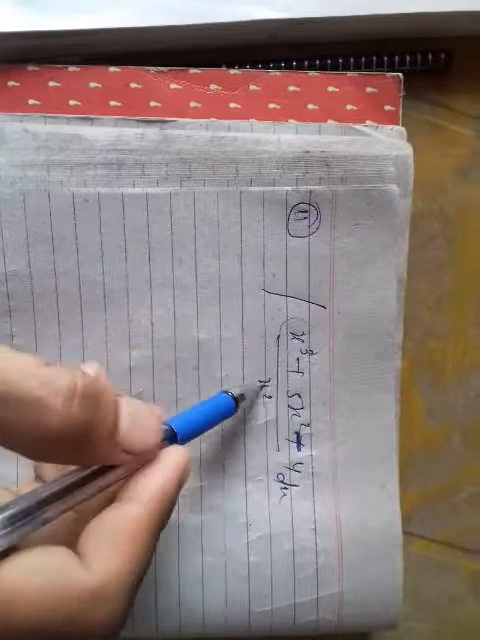 11
∫ (x³ + 5x² + 4 dx
x²